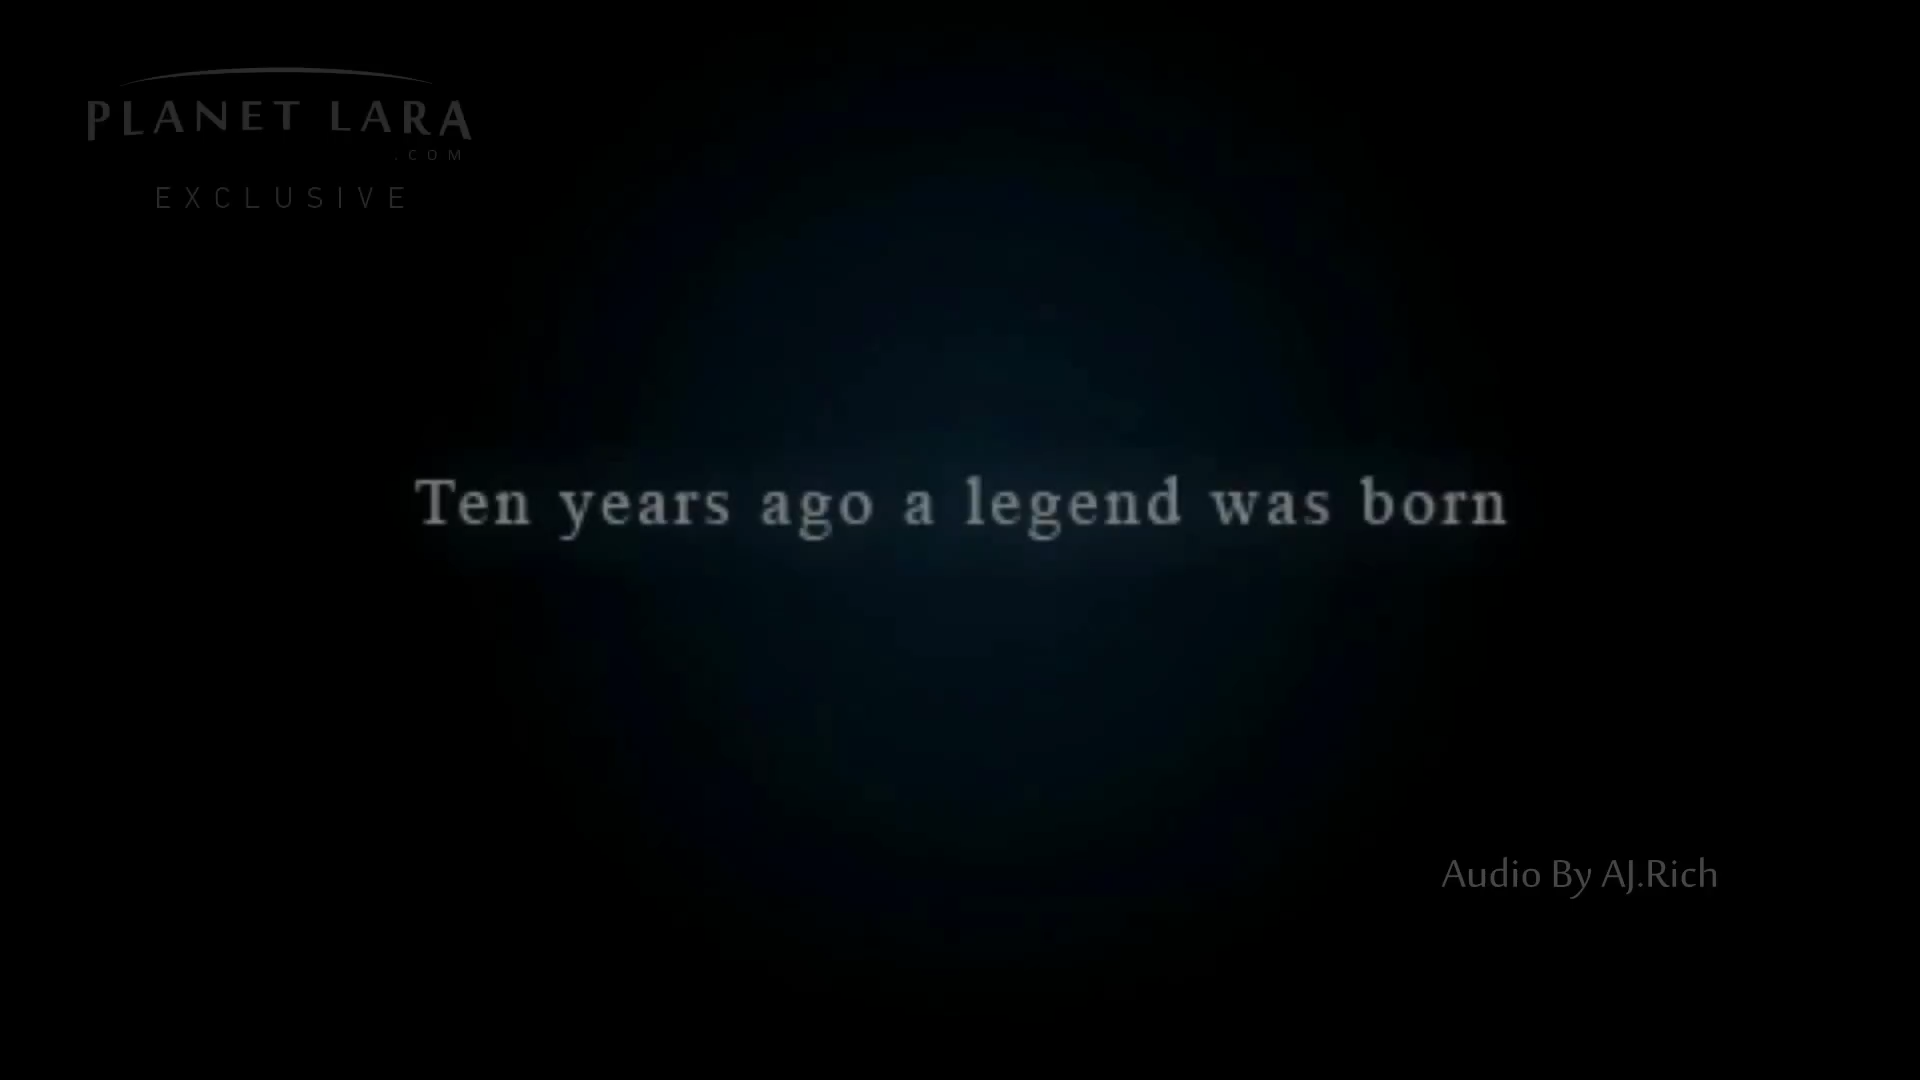 PLANET LARA
.COM
EXCLUSIVE
Ten years ago a legend was born
Audio By AJ.Rich